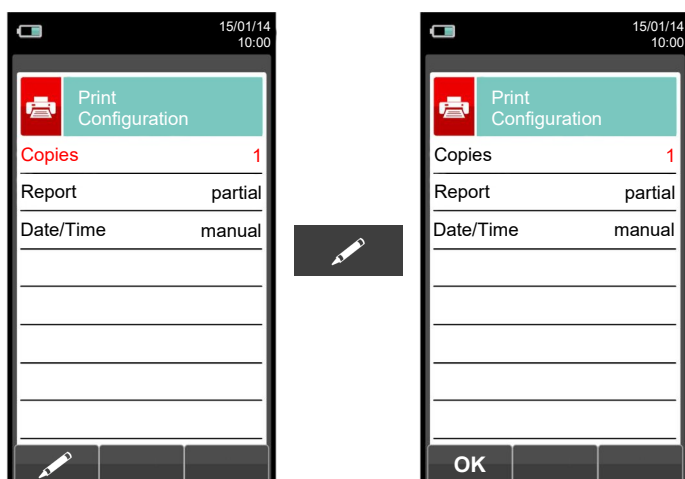 15/01/14
10:00
Print
Configuration
Copies 1
Report partial
Date/Time manual
15/01/14
10:00
Print
Configuration
Copies 1
Report partial
Date/Time manual
OK